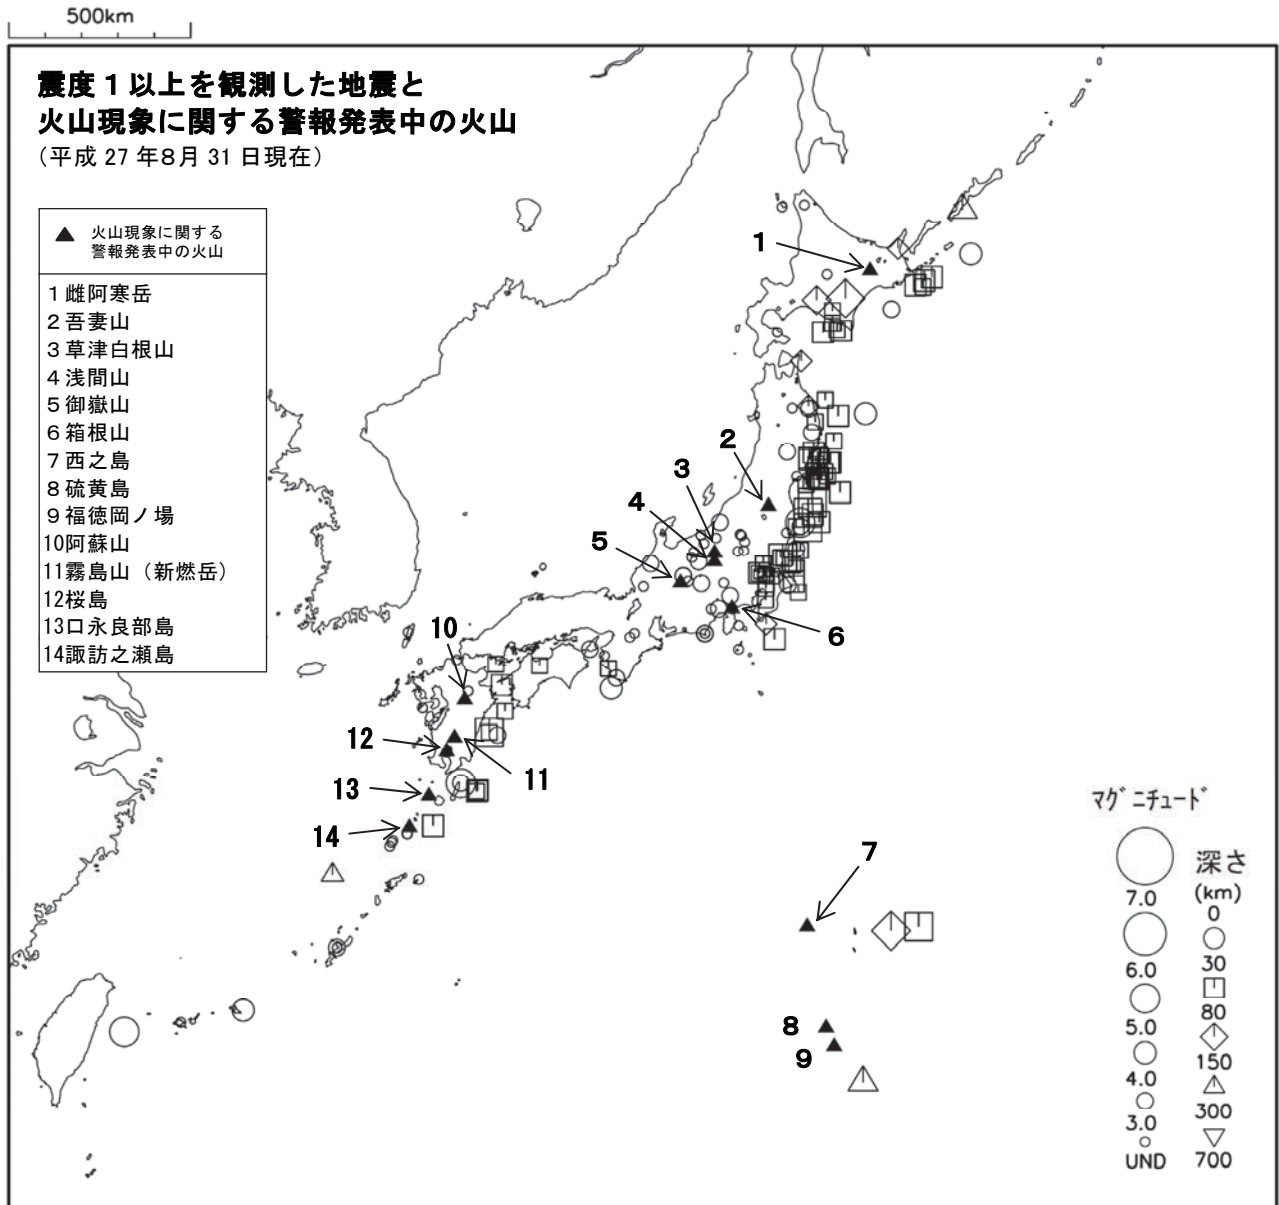 500km
震度１以上を観測した地震と
火山現象に関する警報発表中の火山
（平成 27 年８月 31 日現在）
▲ 火山現象に関する
警報発表中の火山
１雌阿寒岳
２吾妻山
３草津白根山
４浅間山
５御嶽山
６箱根山
７西之島
８硫黄島
９福徳岡ノ場
10阿蘇山
11霧島山（新燃岳）
12桜島
13口永良部島
14諏訪之瀬島
1
2
3
4
5
6
10
12
11
13
14
7
8
9
ﾏｸﾞﾆﾁｭｰﾄﾞ
7.0
6.0
5.0
4.0
3.0
UND
深さ
(km)
0
30
80
150
300
700